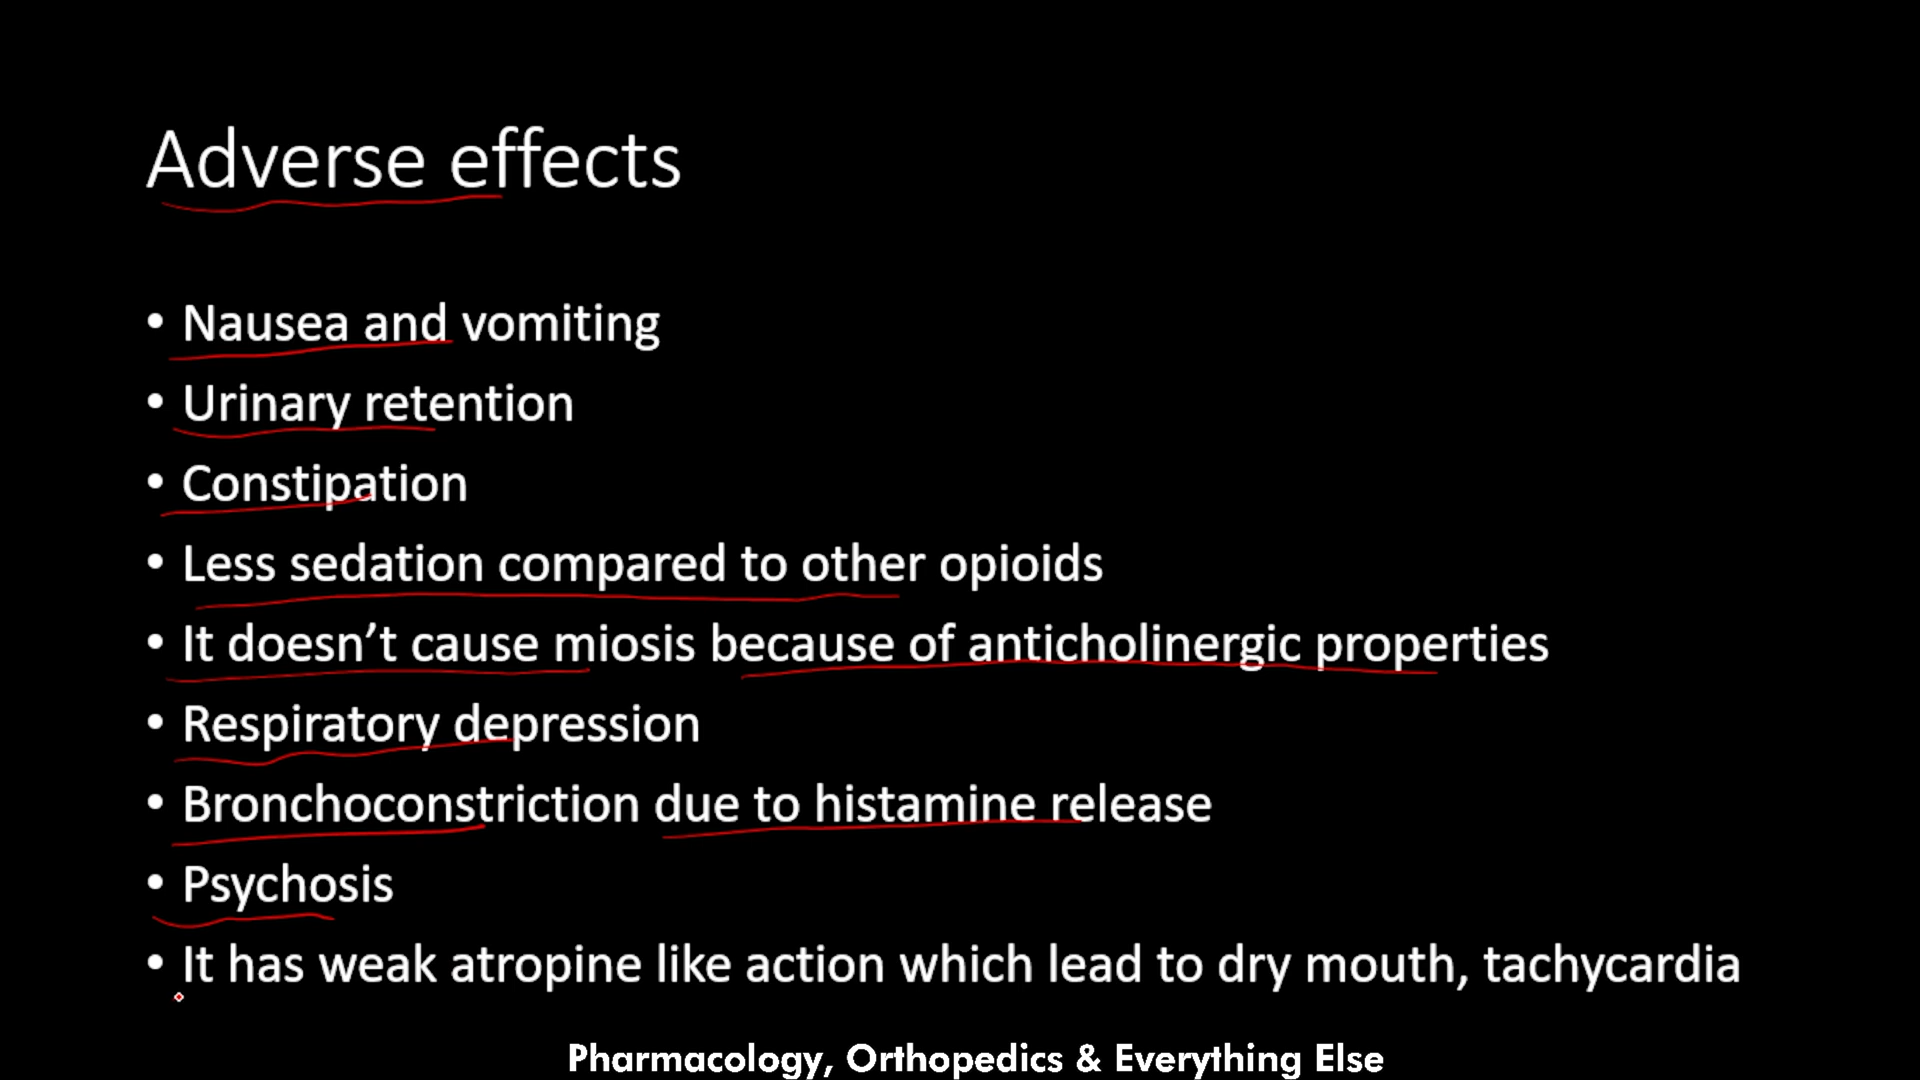 Adverse effects
• Nausea and vomiting
• Urinary retention
• Constipation
• Less sedation compared to other opioids
• It doesn’t cause miosis because of anticholinergic properties
• Respiratory depression
• Bronchoconstriction due to histamine release
• Psychosis
• It has weak atropine like action which lead to dry mouth, tachycardia
Pharmacology, Orthopedics & Everything Else